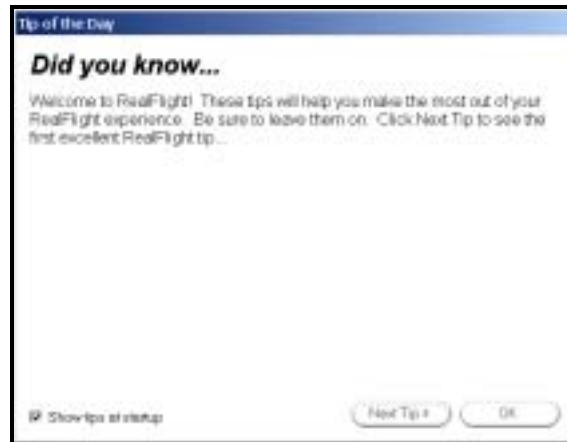 Tip of the Day
Did you know...
Welcome to RealFlight! These tips will help you make the most out of your
RealFlight experience. Be sure to leave them on. Click Next Tip to see the
first excellent RealFlight tip...
Show tips at startup
Next Tip »
OK